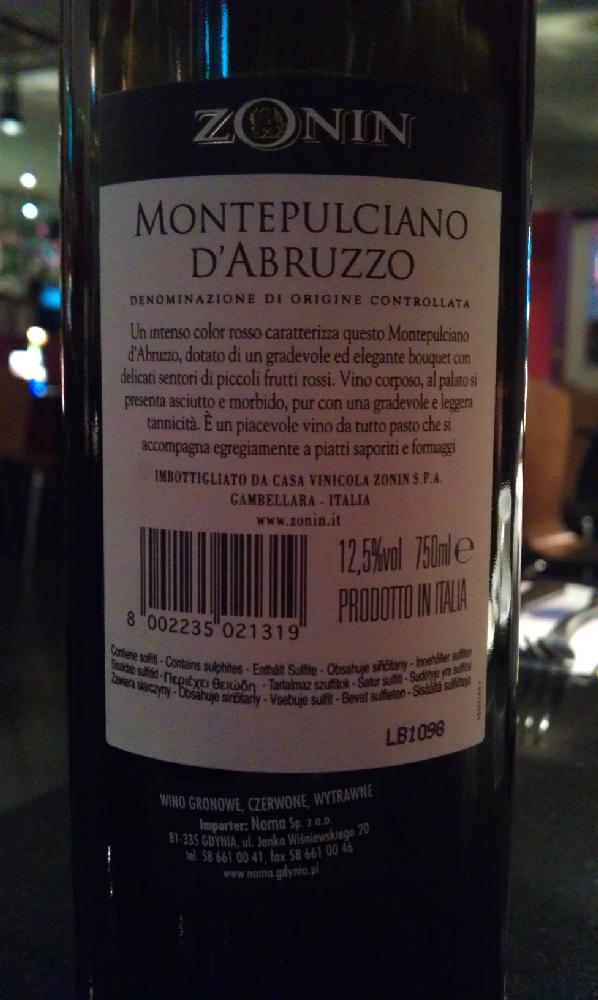 ZONIN
MONTEPULCIANO
D'ABRUZZO
DENOMINAZIONE DI ORIGINE CONTROLLATA
Un intenso color rosso caratterizza questo Montepulciano
d'Abruzzo, dotato di un gradevole ed elegante bouquet con
delicati sentori di piccoli frutti rossi. Vino corposo, al palato si
presenta asciutto e morbido, pur con una gradevole e leggera
tannicità. È un piacevole vino da tutto pasto che si
accompagna egregiamente a piatti saporiti e formaggi
IMBOTTIGLIATO DA CASA VINICOLA ZONIN S.P.A.
GAMBELLARA - ITALIA
www.zonin.it
12,5%vol 750ml e
PRODOTTO IN ITALIA
8 002235 021319
Contiene solfiti - Contains sulphites - Enthält Sulfite - Obsahuje siřičitany - Innehåller sulfiter
Sisaldab sulfitid - Περιέχει θειώδη - Tartalmaz szulfitok - Satur sulfīti - Sudėtyje yra sulfitai
Zawiera siarczyny - Obsahuje siričitany - Vsebuje sulfit - Bevat sulfieten - Sisältä sulfiitteja
LB1098
WINO GRONOWE, CZERWONE, WYTRAWNE
Importer: Noma Sp. z o.o.
81-335 GDYNIA, ul. Janka Wiśniewskiego 20
tel. 58 661 00 41, fax 58 661 00 46
www.noma.gdynia.pl